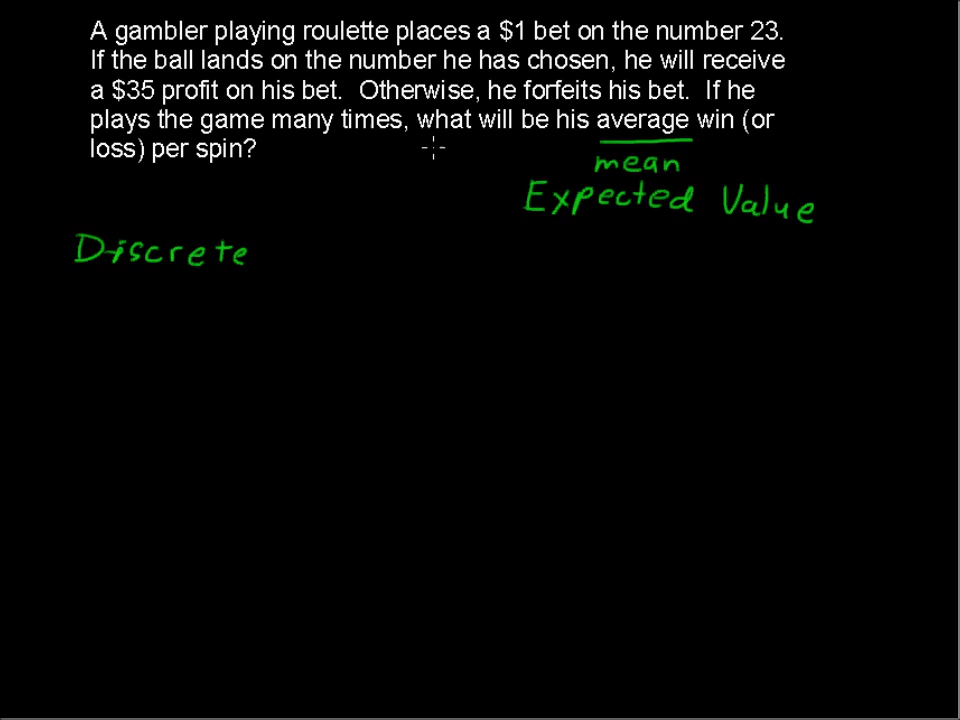 A gambler playing roulette places a $1 bet on the number 23.
If the ball lands on the number he has chosen, he will receive
a $35 profit on his bet.  Otherwise, he forfeits his bet.  If he
plays the game many times, what will be his average win (or
loss) per spin?
mean
Expected Value
Discrete